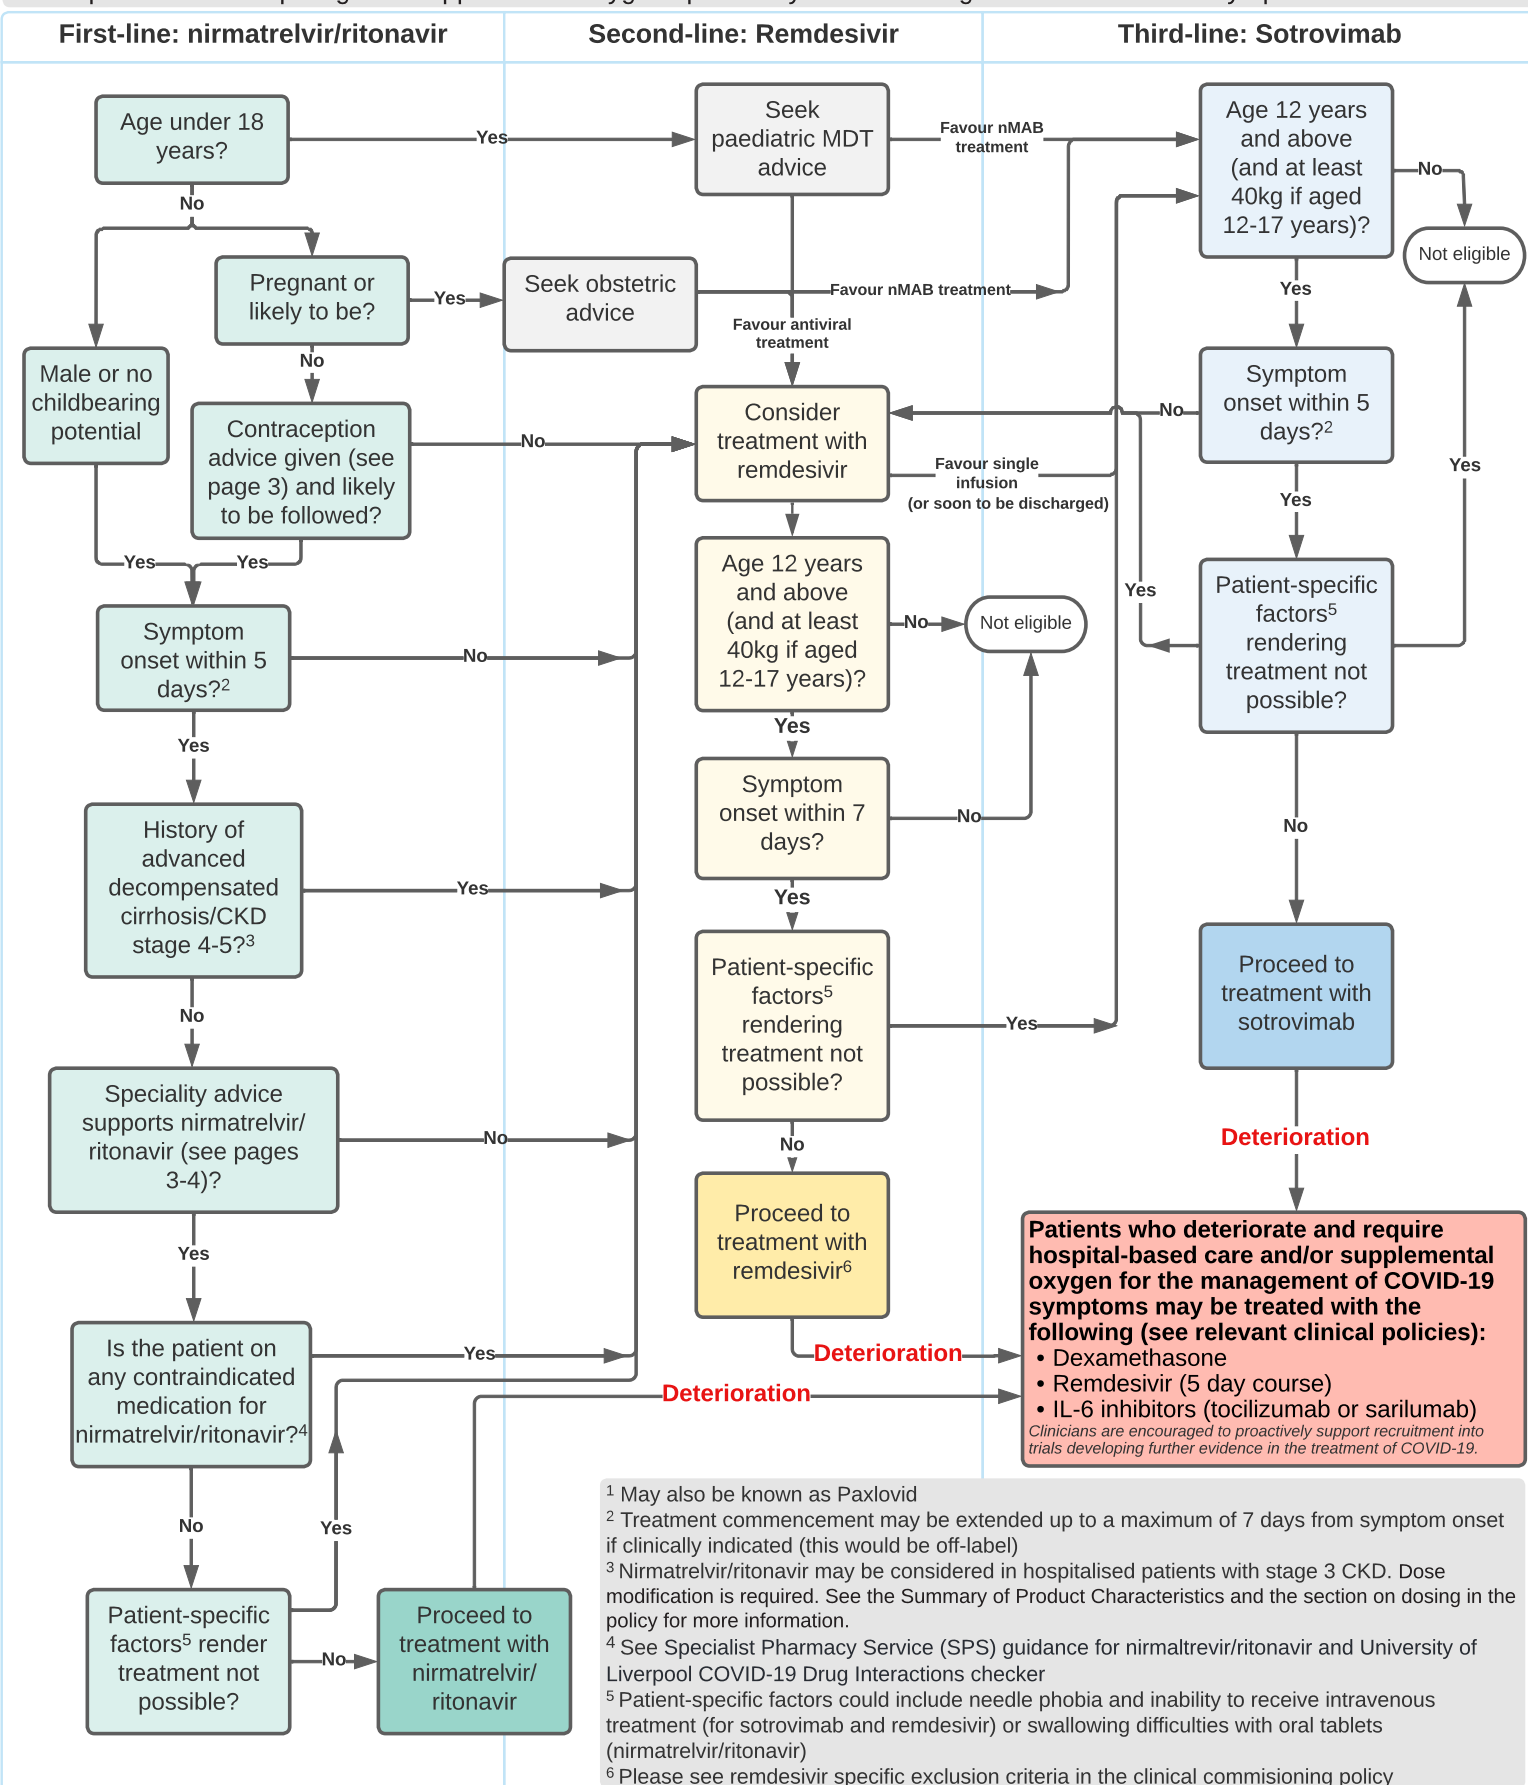 First-line: nirmatrelvir/ritonavir
Second-line: Remdesivir
Third-line: Sotrovimab
Age under 18
years?
Yes
No
Pregnant or
likely to be?
Yes
No
Male or no
childbearing
potential
Contraception
advice given (see
page 3) and likely
to be followed?
No
Yes
Yes
Symptom
onset within 5
days?2
No
Yes
History of
advanced
decompensated
cirrhosis/CKD
stage 4-5?3
Yes
No
Speciality advice
supports nirmatrelvir/
ritonavir (see pages
3-4)?
No
Yes
Is the patient on
any contraindicated
medication for
nirmatrelvir/ritonavir?4
Yes
No
Yes
Patient-specific
factors5 render
treatment not
possible?
No
Proceed to
treatment with
nirmatrelvir/
ritonavir
Deterioration
Seek
paediatric MDT
advice
Favour nMAB
treatment
Seek obstetric
advice
Favour nMAB treatment
Favour antiviral
treatment
Consider
treatment with
remdesivir
Favour single
infusion
(or soon to be discharged)
Age 12 years
and above
(and at least
40kg if aged
12-17 years)?
No
Not eligible
Yes
Symptom
onset within 7
days?
No
Yes
Patient-specific
factors5
rendering
treatment not
possible?
Yes
No
Proceed to
treatment with
remdesivir6
Deterioration
Age 12 years
and above
(and at least
40kg if aged
12-17 years)?
No
Not eligible
Yes
Symptom
onset within 5
days?2
No
Yes
Yes
Patient-specific
factors5
rendering
treatment not
possible?
Yes
No
Proceed to
treatment with
sotrovimab
Deterioration
Patients who deteriorate and require
hospital-based care and/or supplemental
oxygen for the management of COVID-19
symptoms may be treated with the
following (see relevant clinical policies):
• Dexamethasone
• Remdesivir (5 day course)
• IL-6 inhibitors (tocilizumab or sarilumab)
Clinicians are encouraged to proactively support recruitment into
trials developing further evidence in the treatment of COVID-19.
1 May also be known as Paxlovid
2 Treatment commencement may be extended up to a maximum of 7 days from symptom onset
if clinically indicated (this would be off-label)
3 Nirmatrelvir/ritonavir may be considered in hospitalised patients with stage 3 CKD. Dose
modification is required. See the Summary of Product Characteristics and the section on dosing in the
policy for more information.
4 See Specialist Pharmacy Service (SPS) guidance for nirmaltrevir/ritonavir and University of
Liverpool COVID-19 Drug Interactions checker
5 Patient-specific factors could include needle phobia and inability to receive intravenous
treatment (for sotrovimab and remdesivir) or swallowing difficulties with oral tablets
(nirmatrelvir/ritonavir)
6 Please see remdesivir specific exclusion criteria in the clinical commisioning policy